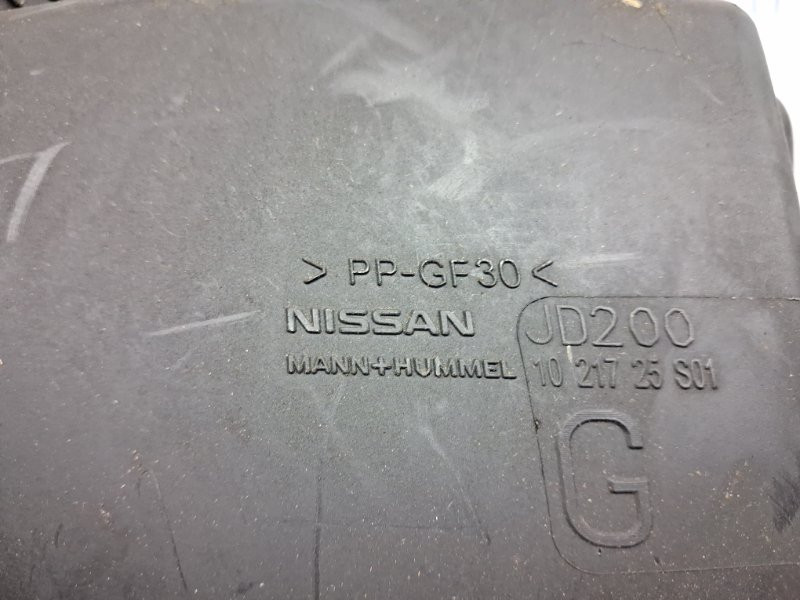 > PP-GF30 <
NISSAN JD200
MANN+HUMMEL 10 217 25 S01
G